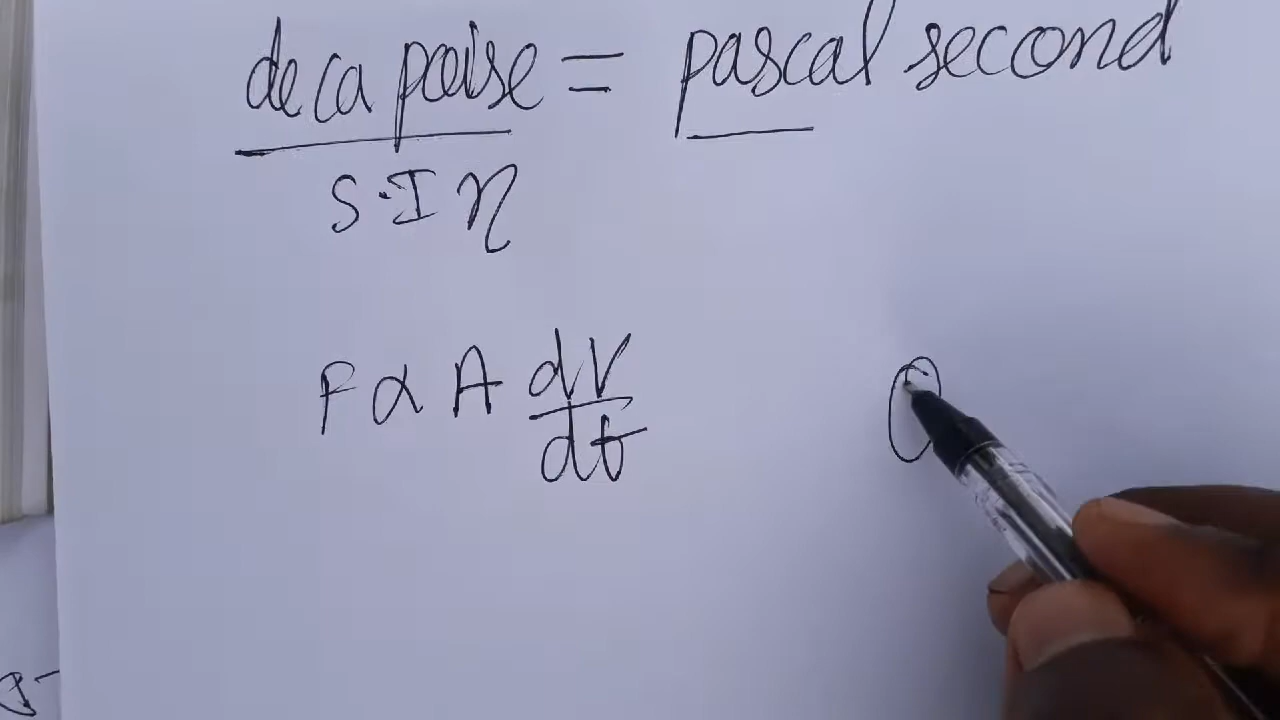 deca poise = pascal second
S.I η
F α A dv/dt